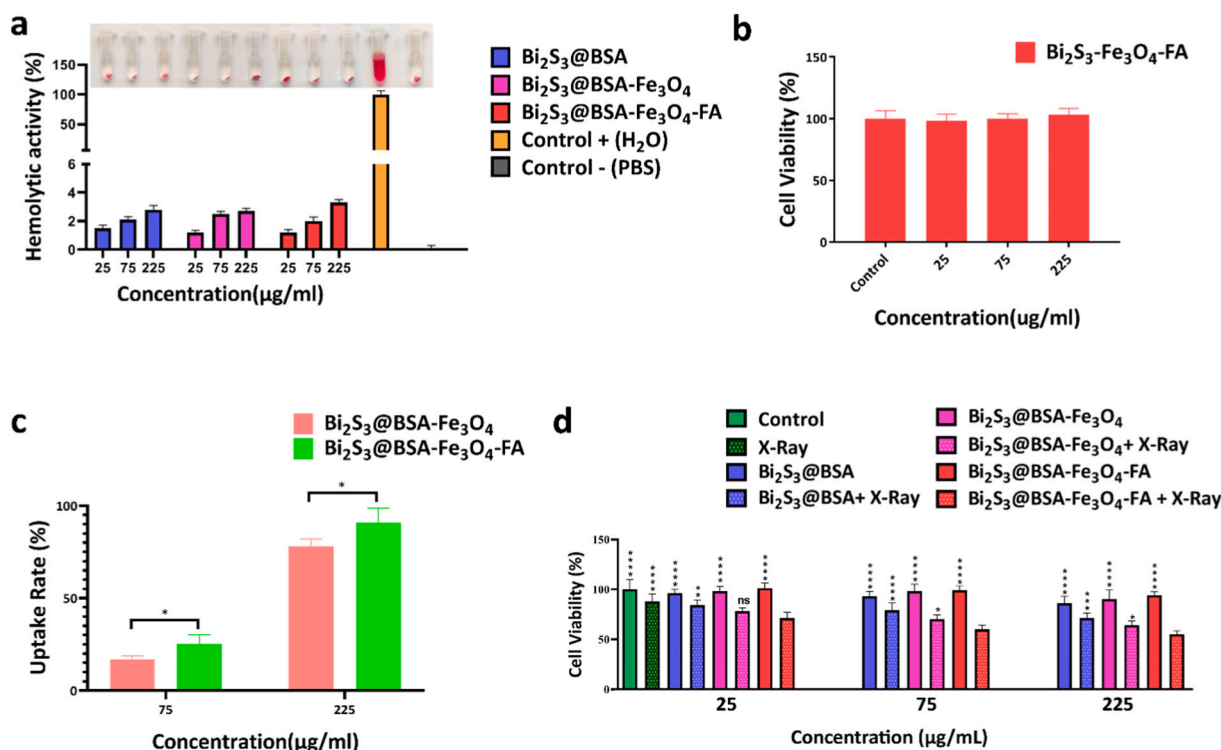 a
Hemolytic activity (%)
150
100
50
6
4
2
0
25 75 225 25 75 225 25 75 225
Concentration(μg/ml)
Bi₂S₃@BSA
Bi₂S₃@BSA-Fe₃O₄
Bi₂S₃@BSA-Fe₃O₄-FA
Control + (H₂O)
Control - (PBS)
b
Bi₂S₃-Fe₃O₄-FA
Cell Viability (%)
150
100
50
0
Control 25 75 225
Concentration(ug/ml)
c
Bi₂S₃@BSA-Fe₃O₄
Bi₂S₃@BSA-Fe₃O₄-FA
Uptake Rate (%)
100
50
0
* *
75 225
Concentration(μg/ml)
d
Control
X-Ray
Bi₂S₃@BSA
Bi₂S₃@BSA+ X-Ray
Bi₂S₃@BSA-Fe₃O₄
Bi₂S₃@BSA-Fe₃O₄+ X-Ray
Bi₂S₃@BSA-Fe₃O₄-FA
Bi₂S₃@BSA-Fe₃O₄-FA + X-Ray
Cell Viability (%)
150
100
50
0
**** **** **** ** **** ns **** **** **** **** * **** **** *** **** * ****
25 75 225
Concentration (μg/mL)